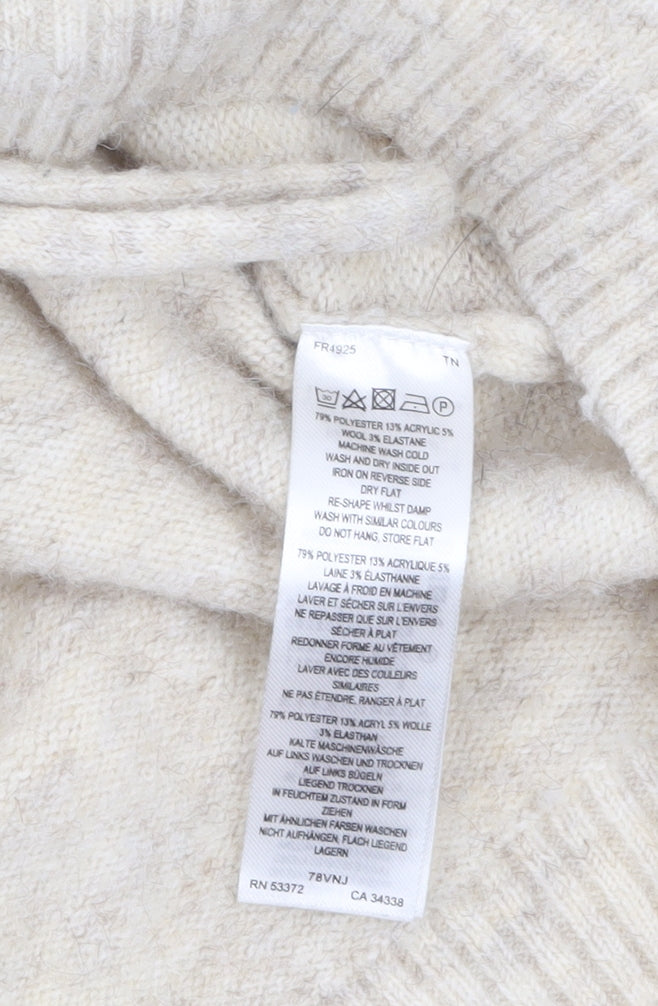 FR4925 TN
30 P
79% POLYESTER 13% ACRYLIC 5%
WOOL 3% ELASTANE
MACHINE WASH COLD
WASH AND DRY INSIDE OUT
IRON ON REVERSE SIDE
DRY FLAT
RE-SHAPE WHILST DAMP
WASH WITH SIMILAR COLOURS
DO NOT HANG, STORE FLAT
79% POLYESTER 13% ACRYLIQUE 5%
LAINE 3% ÉLASTHANNE
LAVAGE À FROID EN MACHINE
LAVER ET SÉCHER SUR L'ENVERS
NE REPASSER QUE SUR L'ENVERS
SÉCHER À PLAT
REDONNER FORME AU VÊTEMENT
ENCORE HUMIDE
LAVER AVEC DES COULEURS
SIMILAIRES
NE PAS ÉTENDRE, RANGER À PLAT
79% POLYESTER 13% ACRYL 5% WOLLE
3% ELASTHAN
KALTE MASCHINENWÄSCHE
AUF LINKS WASCHEN UND TROCKNEN
AUF LINKS BÜGELN
LIEGEND TROCKNEN
IN FEUCHTEM ZUSTAND IN FORM
ZIEHEN
MIT ÄHNLICHEN FARBEN WASCHEN
NICHT AUFHÄNGEN, FLACH LIEGEND
LAGERN
78VNJ
RN 53372 CA 34338